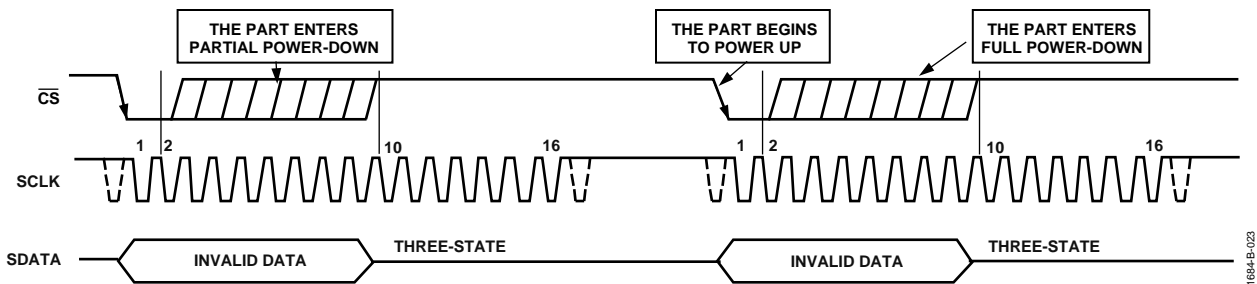 THE PART ENTERS
PARTIAL POWER-DOWN
THE PART BEGINS
TO POWER UP
THE PART ENTERS
FULL POWER-DOWN
CS
1 2 10 16 1 2 10 16
SCLK
SDATA
INVALID DATA
THREE-STATE
INVALID DATA
THREE-STATE
1684-B-023